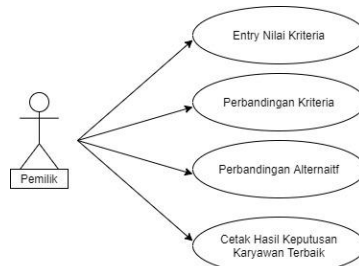 Entry Nilai Kriteria
Perbandingan Kriteria
Pemilik
Perbandingan Alternaitf
Cetak Hasil Keputusan
Karyawan Terbaik